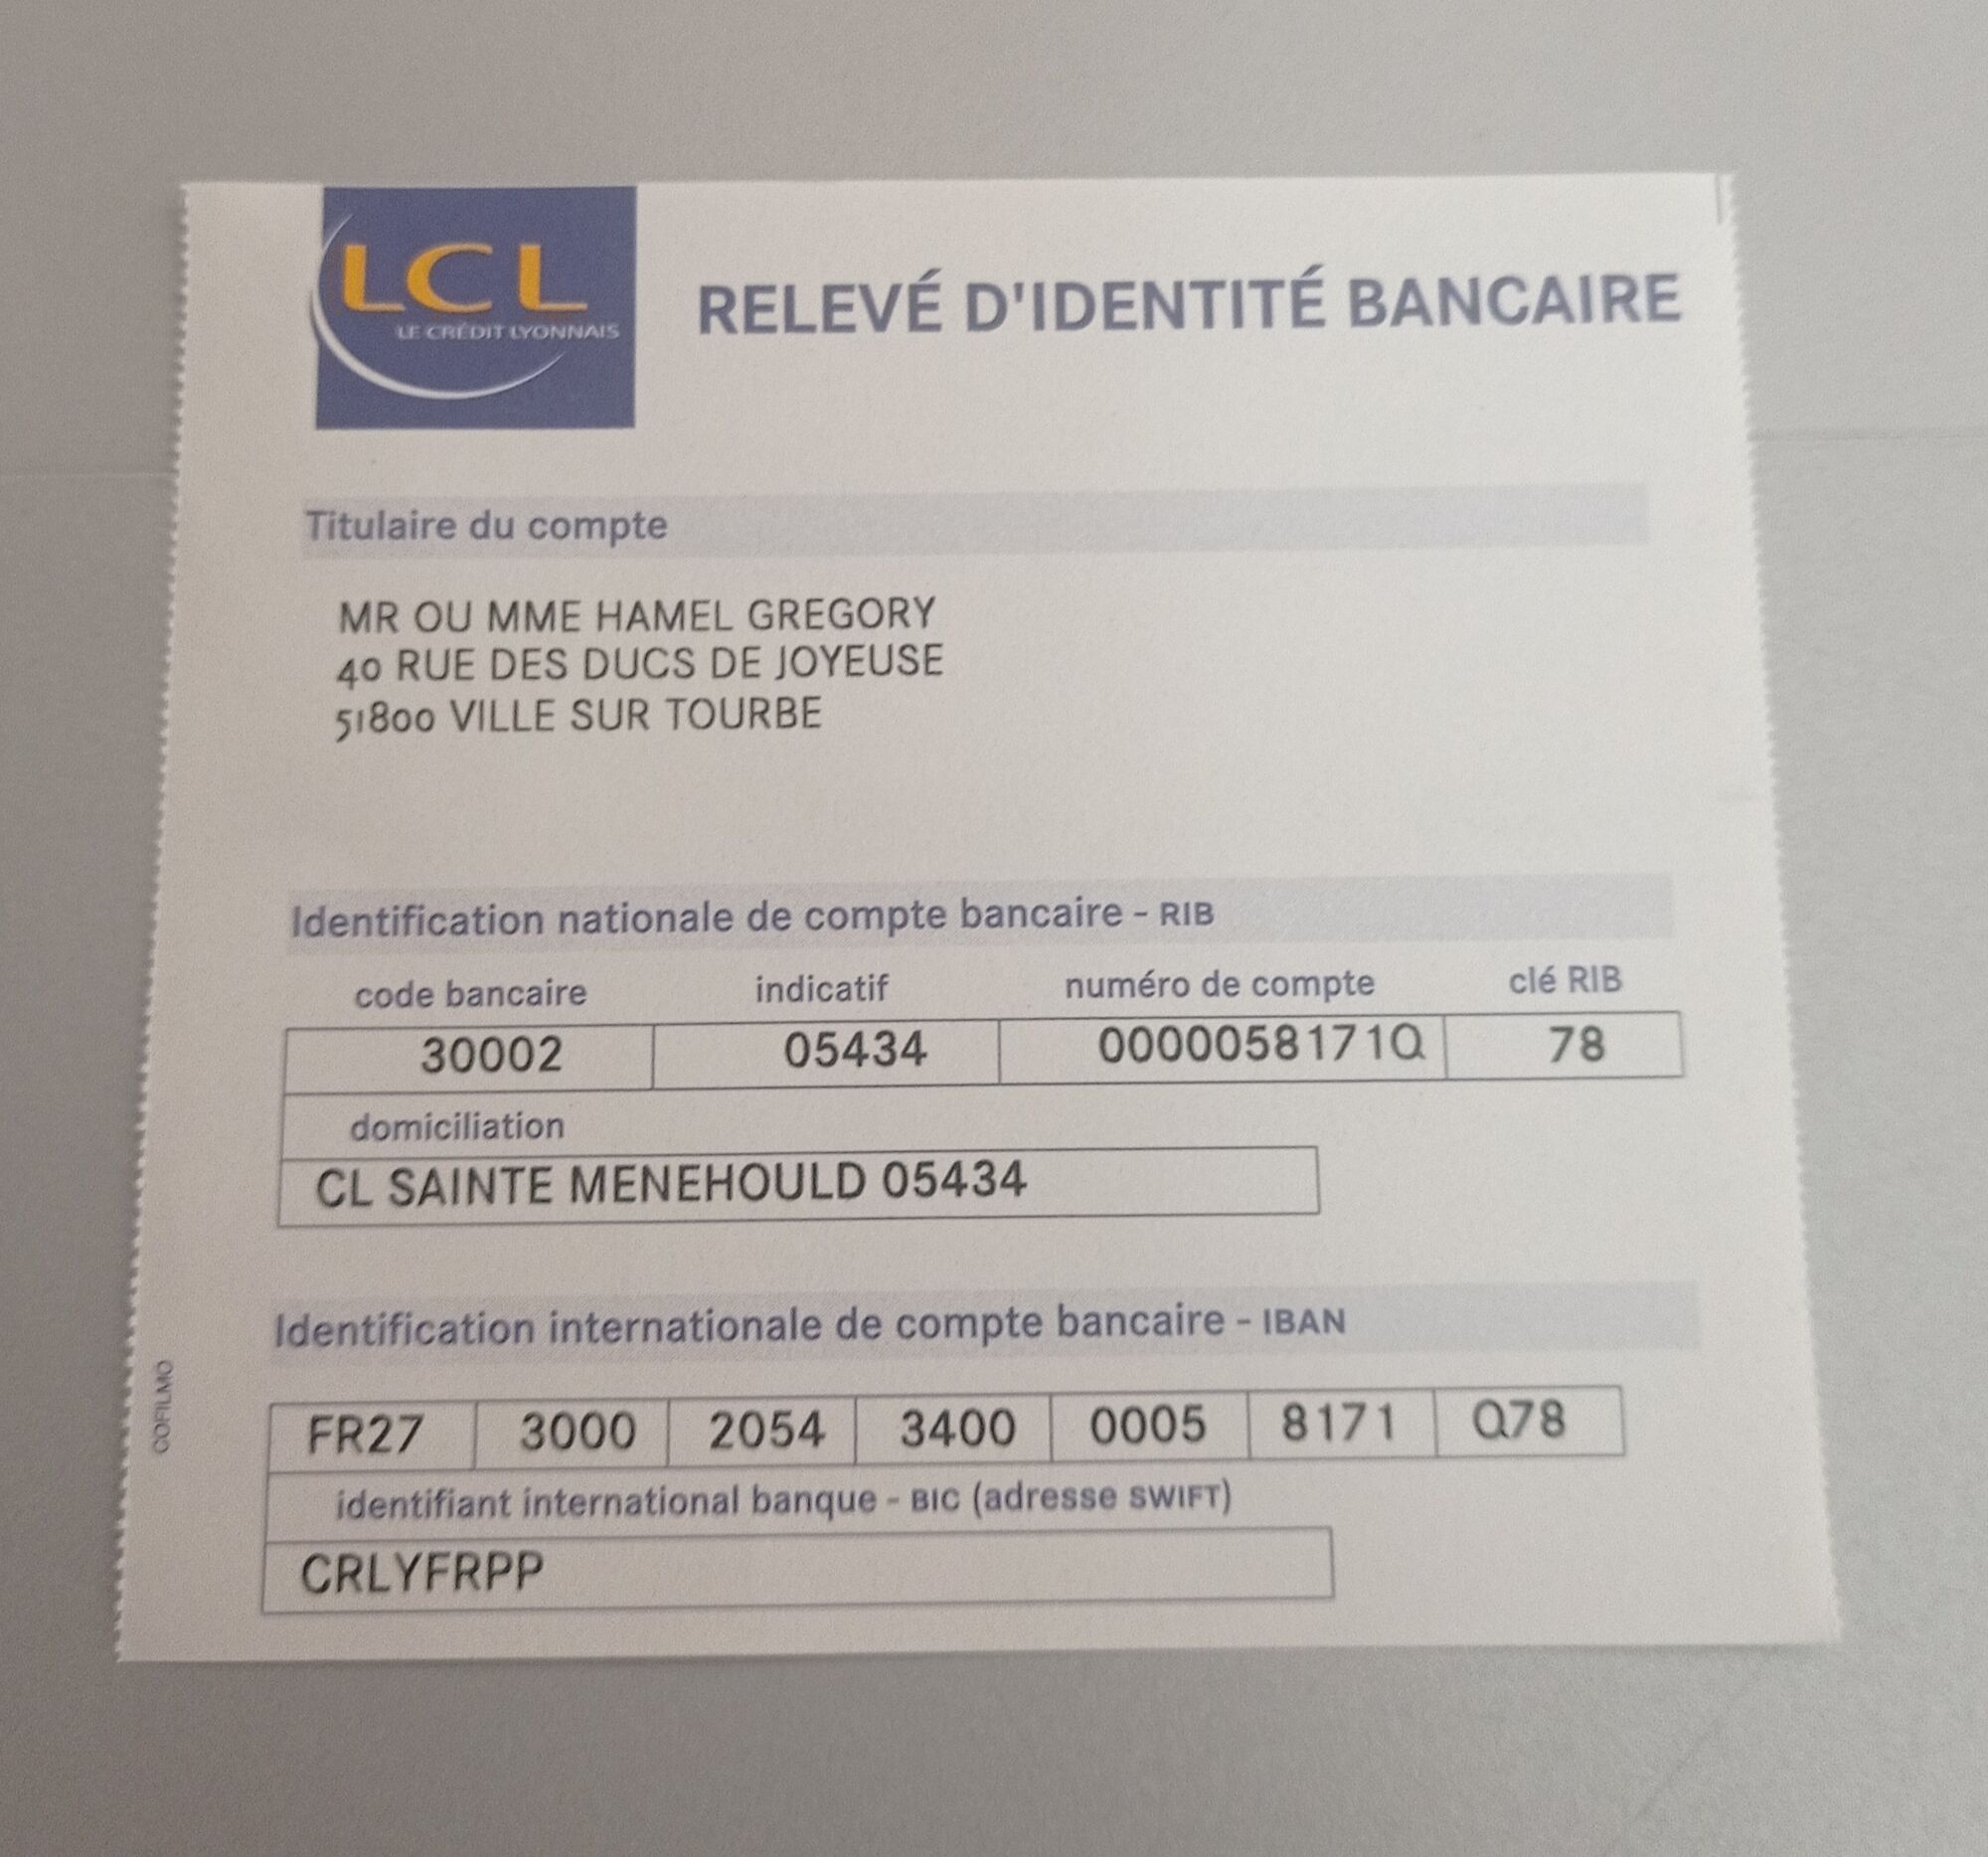 LCL
LE CRÉDIT LYONNAIS
RELEVÉ D'IDENTITÉ BANCAIRE
Titulaire du compte
MR OU MME HAMEL GREGORY
40 RUE DES DUCS DE JOYEUSE
51800 VILLE SUR TOURBE
Identification nationale de compte bancaire - RIB
code bancaire indicatif numéro de compte clé RIB
30002 05434 0000058171Q 78
domiciliation
CL SAINTE MENEHOULD 05434
Identification internationale de compte bancaire - IBAN
FR27 3000 2054 3400 0005 8171 Q78
identifiant international banque - BIC (adresse SWIFT)
CRLYFRPP
COFILMO